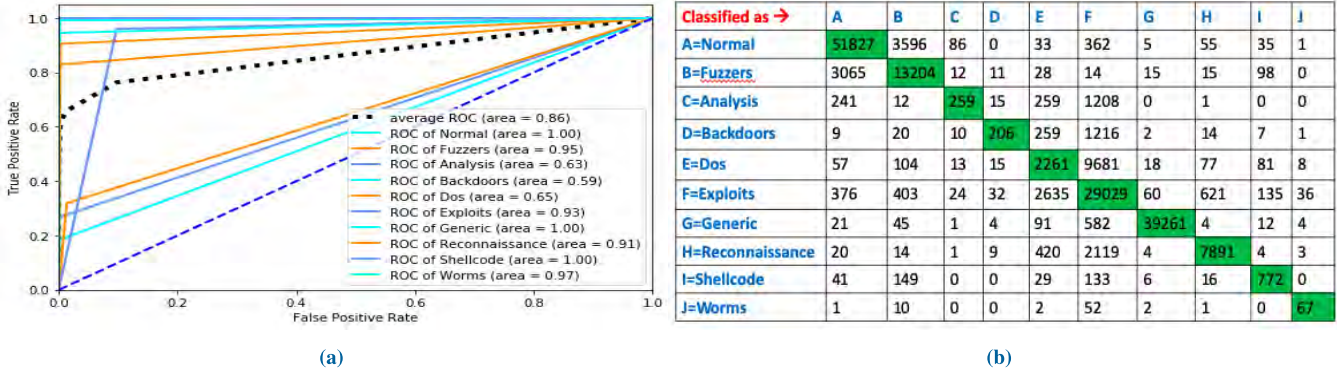 True Positive Rate
1.0
0.8
0.6
0.4
0.2
0.0
0.0 0.2 0.4 0.6 0.8 1.0
False Positive Rate
average ROC (area = 0.86)
ROC of Normal (area = 1.00)
ROC of Fuzzers (area = 0.95)
ROC of Analysis (area = 0.63)
ROC of Backdoors (area = 0.59)
ROC of Dos (area = 0.65)
ROC of Exploits (area = 0.93)
ROC of Generic (area = 1.00)
ROC of Reconnaissance (area = 0.91)
ROC of Shellcode (area = 1.00)
ROC of Worms (area = 0.97)
(a)
Classified as → A B C D E F G H I J
A=Normal 51827 3596 86 0 33 362 5 55 35 1
B=Fuzzers 3065 13204 12 11 28 14 15 15 98 0
C=Analysis 241 12 259 15 259 1208 0 1 0 0
D=Backdoors 9 20 10 206 259 1216 2 14 7 1
E=Dos 57 104 13 15 2261 9681 18 77 81 8
F=Exploits 376 403 24 32 2635 29029 60 621 135 36
G=Generic 21 45 1 4 91 582 39261 4 12 4
H=Reconnaissance 20 14 1 9 420 2119 4 7891 4 3
I=Shellcode 41 149 0 0 29 133 6 16 772 0
J=Worms 1 10 0 0 2 52 2 1 0 67
(b)